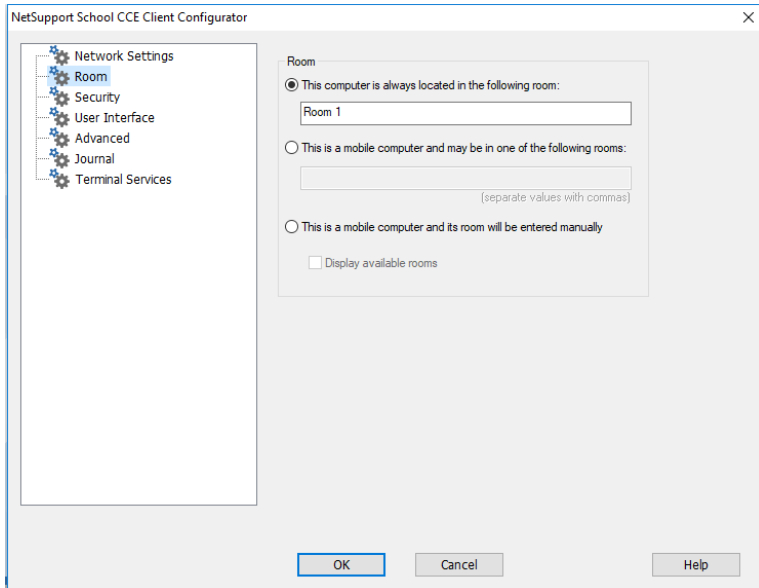 NetSupport School CCE Client Configurator
Network Settings
Room
Security
User Interface
Advanced
Journal
Terminal Services
Room
This computer is always located in the following room:
Room 1
This is a mobile computer and may be in one of the following rooms:
(separate values with commas)
This is a mobile computer and its room will be entered manually
Display available rooms
OK Cancel Help